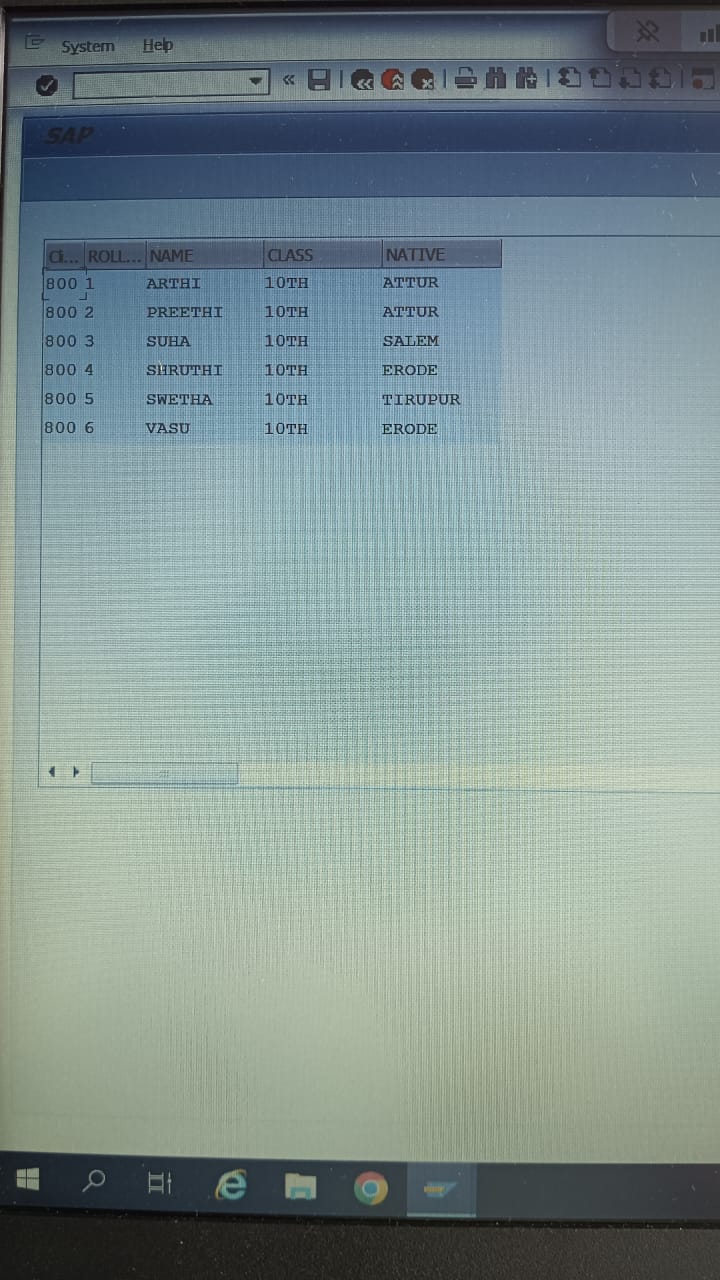 System Help
SAP
Cl... ROLL... NAME CLASS NATIVE
800 1 ARTHI 10TH ATTUR
800 2 PREETHI 10TH ATTUR
800 3 SUHA 10TH SALEM
800 4 SHRUTHI 10TH ERODE
800 5 SWETHA 10TH TIRUPUR
800 6 VASU 10TH ERODE